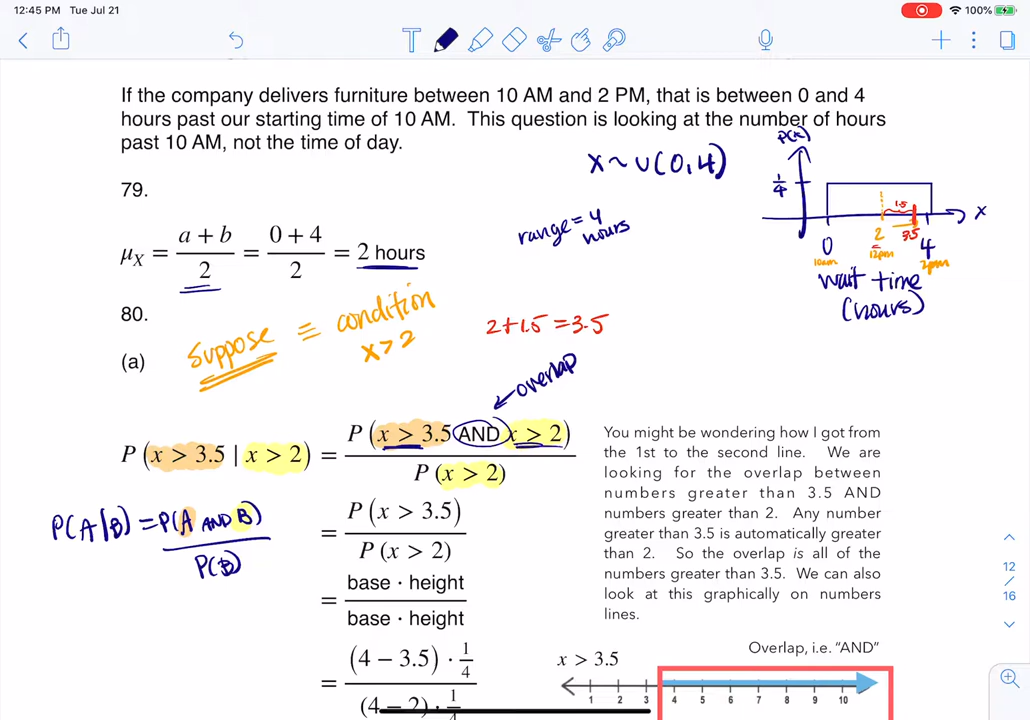 12:45 PM Tue Jul 21
100%
If the company delivers furniture between 10 AM and 2 PM, that is between 0 and 4
hours past our starting time of 10 AM. This question is looking at the number of hours
past 10 AM, not the time of day.
79.
X ~ U(0,4)
P(x)
1/4
1.5
x
0 2 3.5 4
10am 12pm 2pm
wait time
(hours)
range = 4
hours
μX = a + b / 2 = 0 + 4 / 2 = 2 hours
80.
(a)
Suppose ≡ condition
x > 2
2+1.5 = 3.5
overlap
P (x > 3.5 | x > 2) = P (x > 3.5 AND x > 2) / P (x > 2)
P(A|B) = P(A AND B) / P(B)
= P (x > 3.5) / P (x > 2)
= base · height / base · height
= (4 − 3.5) · 1/4 / (4 − 2) · 1/4
You might be wondering how I got from
the 1st to the second line. We are
looking for the overlap between
numbers greater than 3.5 AND
numbers greater than 2. Any number
greater than 3.5 is automatically greater
than 2. So the overlap is all of the
numbers greater than 3.5. We can also
look at this graphically on numbers
lines.
Overlap, i.e. “AND”
x > 3.5
1 2 3 4 5 6 7 8 9 10
12
/
16
T